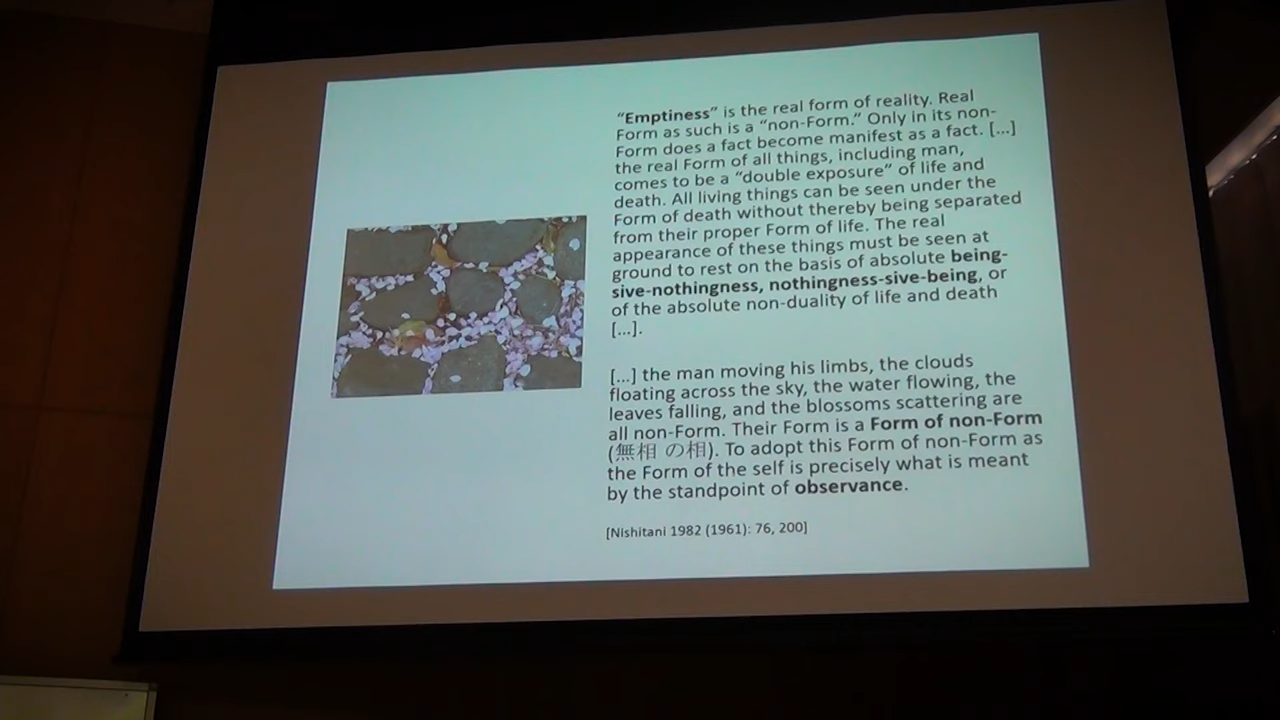 “Emptiness” is the real form of reality. Real
Form as such is a “non-Form.” Only in its non-
Form does a fact become manifest as a fact. […]
the real Form of all things, including man,
comes to be a “double exposure” of life and
death. All living things can be seen under the
Form of death without thereby being separated
from their proper Form of life. The real
appearance of these things must be seen at
ground to rest on the basis of absolute being-
sive-nothingness, nothingness-sive-being, or
of the absolute non-duality of life and death
[…].
[…] the man moving his limbs, the clouds
floating across the sky, the water flowing, the
leaves falling, and the blossoms scattering are
all non-Form. Their Form is a Form of non-Form
(無相 の相). To adopt this Form of non-Form as
the Form of the self is precisely what is meant
by the standpoint of observance.
[Nishitani 1982 (1961): 76, 200]